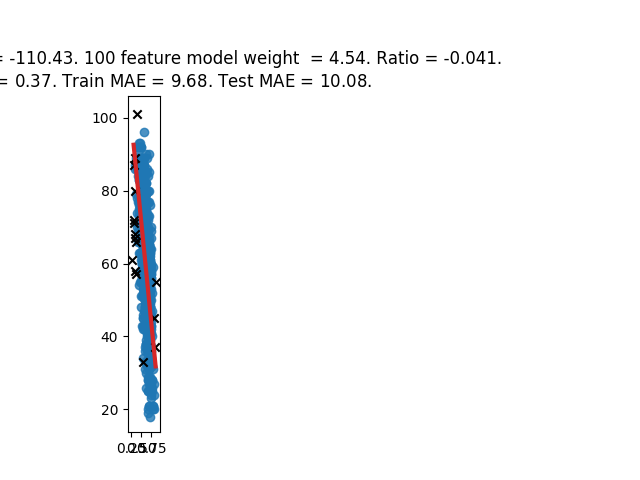 = -110.43. 100 feature model weight  = 4.54. Ratio = -0.041.
= 0.37. Train MAE = 9.68. Test MAE = 10.08.
100
80
60
40
20